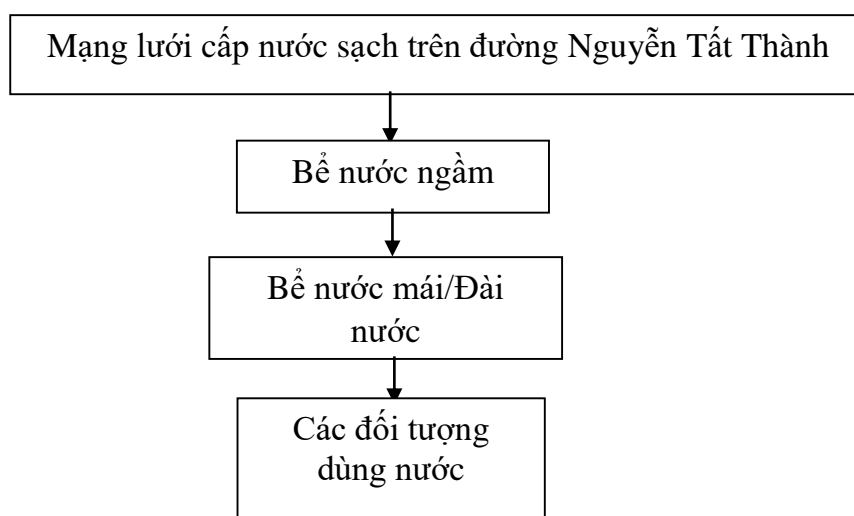 Mạng lưới cấp nước sạch trên đường Nguyễn Tất Thành
Bể nước ngầm
Bể nước mái/Đài
nước
Các đối tượng
dùng nước